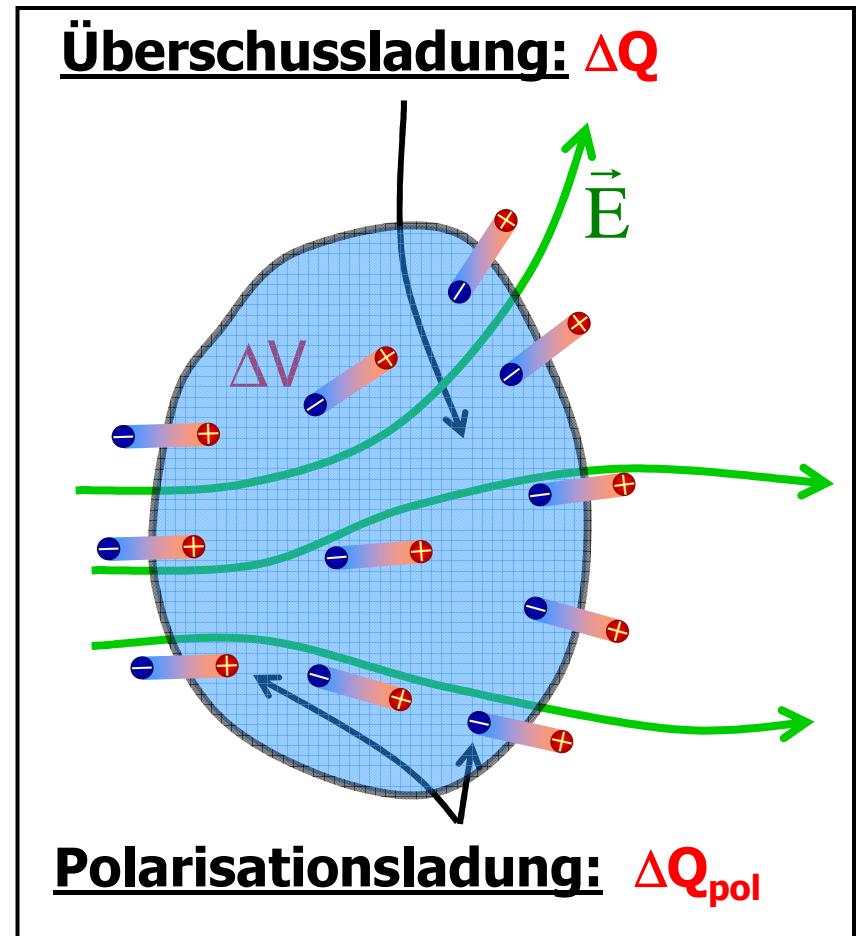 Überschussladung: ΔQ
E⃗
ΔV
Polarisationsladung: ΔQpol